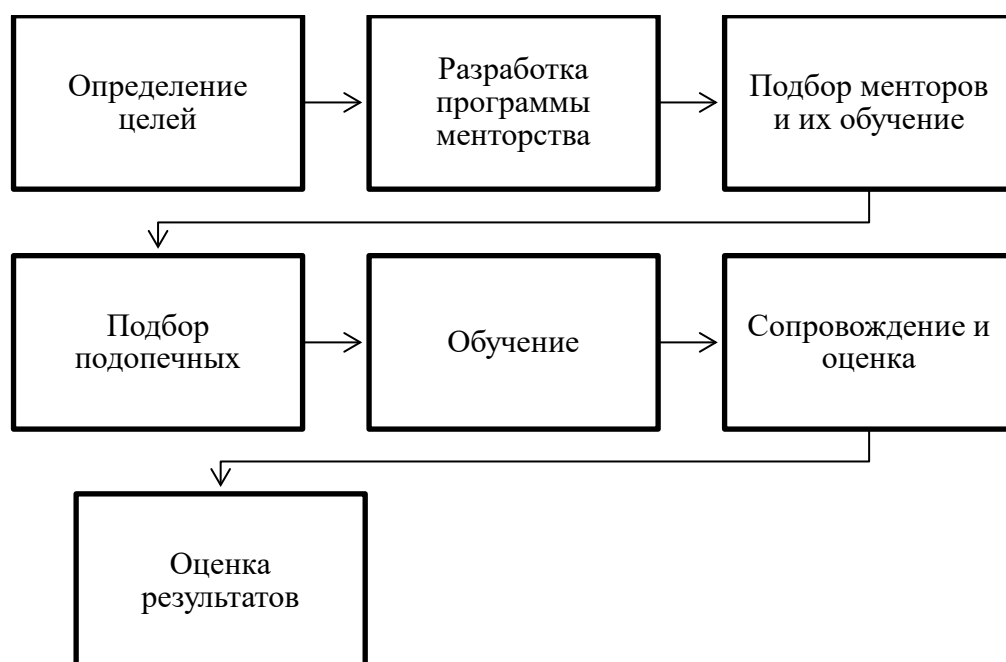 Определение
целей
Разработка
программы
менторства
Подбор менторов
и их обучение
Подбор
подопечных
Обучение
Сопровождение и
оценка
Оценка
результатов